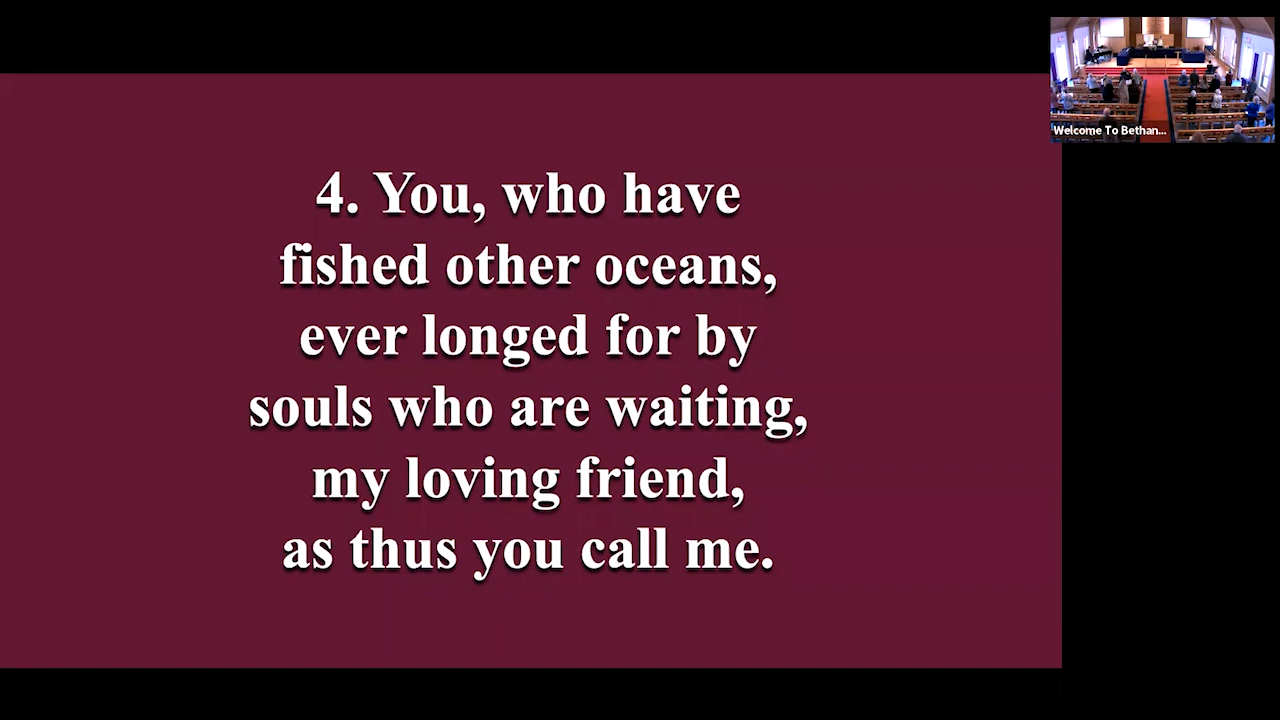 4. You, who have
fished other oceans,
ever longed for by
souls who are waiting,
my loving friend,
as thus you call me.
Welcome To Bethan...